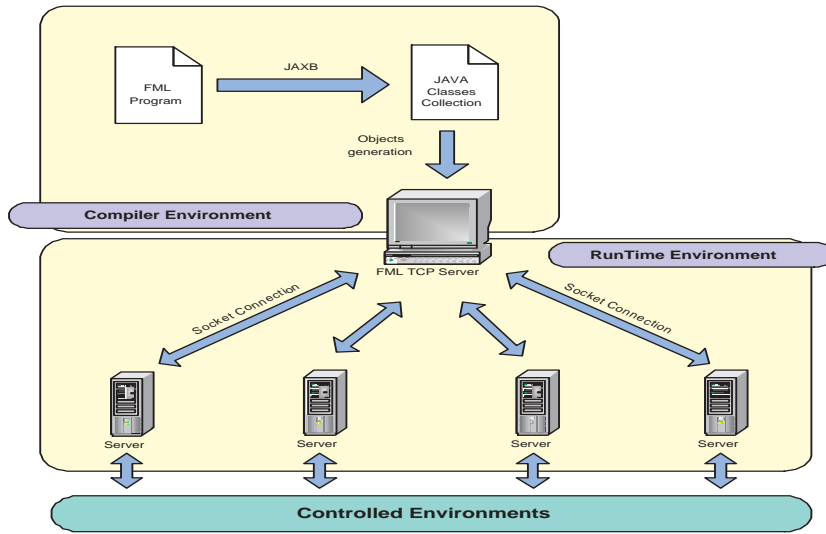 FML
Program
JAXB
JAVA
Classes
Collection
Objects
generation
Compiler Environment
RunTime Environment
FML TCP Server
Socket Connection
Socket Connection
Server
Server
Server
Server
Controlled Environments